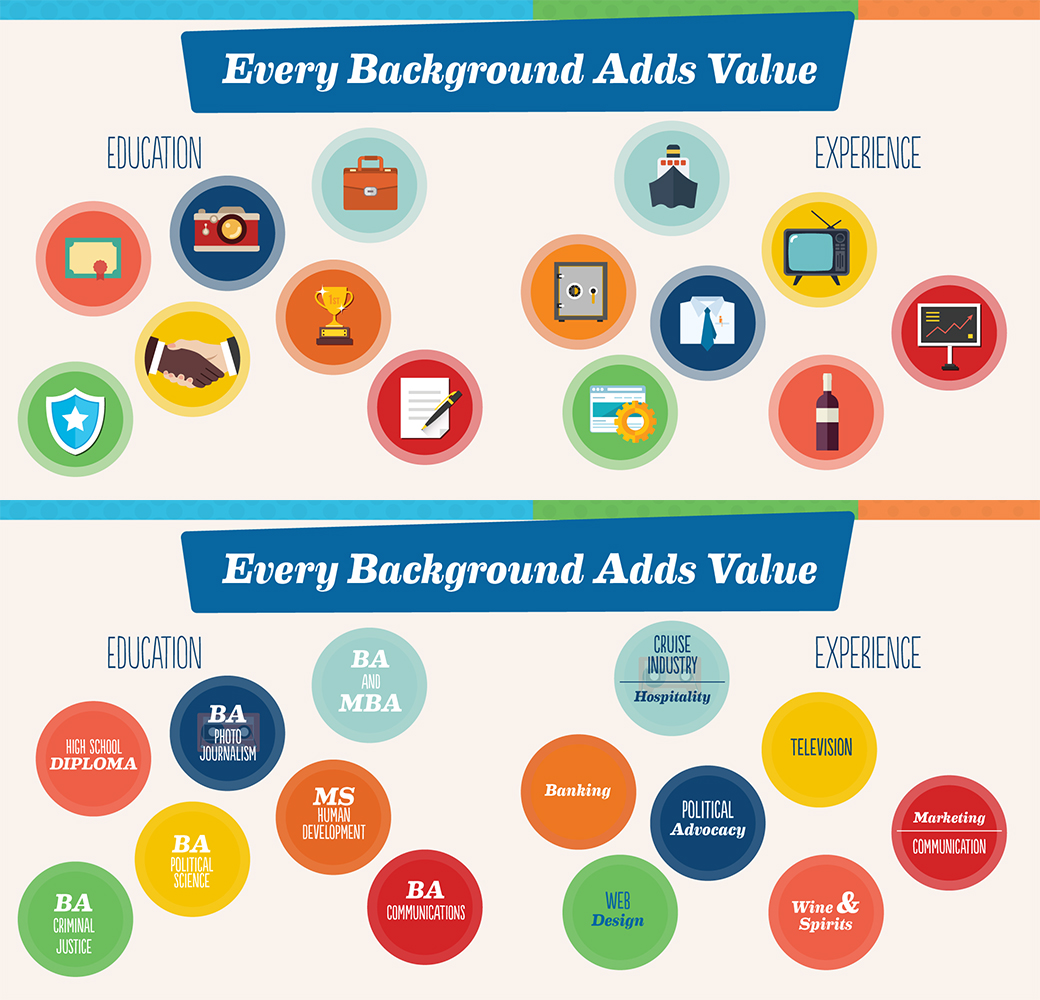 Every Background Adds Value
EDUCATION
EXPERIENCE
1st
Every Background Adds Value
EDUCATION
EXPERIENCE
BA
AND
MBA
HIGH SCHOOL
DIPLOMA
BA
PHOTO
JOURNALISM
MS
HUMAN
DEVELOPMENT
BA
POLITICAL
SCIENCE
BA
CRIMINAL
JUSTICE
BA
COMMUNICATIONS
CRUISE
INDUSTRY
Hospitality
TELEVISION
Banking
POLITICAL
Advocacy
Marketing
COMMUNICATION
WEB
Design
Wine &
Spirits